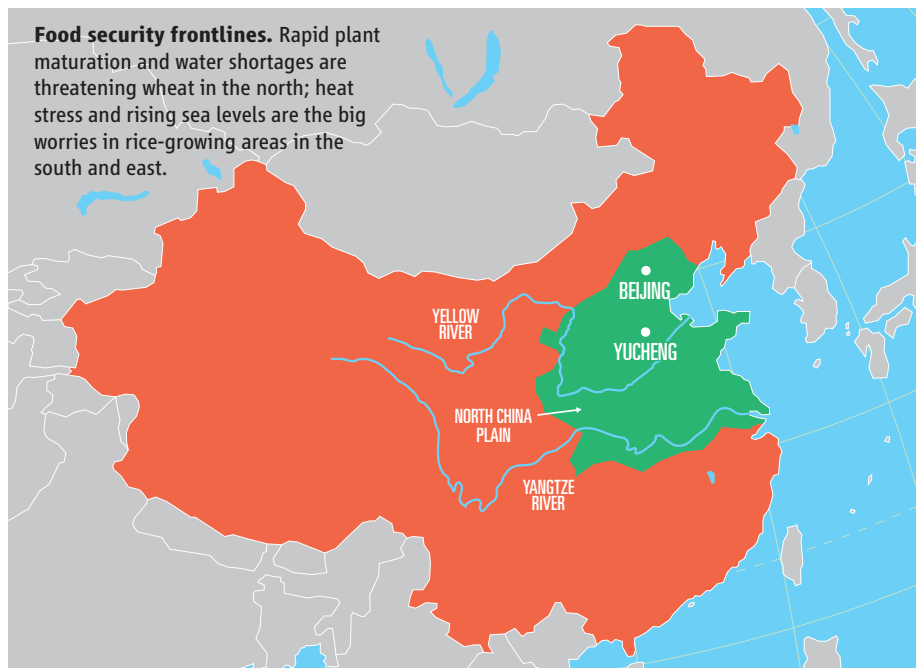 Food security frontlines. Rapid plant
maturation and water shortages are
threatening wheat in the north; heat
stress and rising sea levels are the big
worries in rice-growing areas in the
south and east.
BEIJING
YELLOW
RIVER
YUCHENG
NORTH CHINA
PLAIN
YANGTZE
RIVER